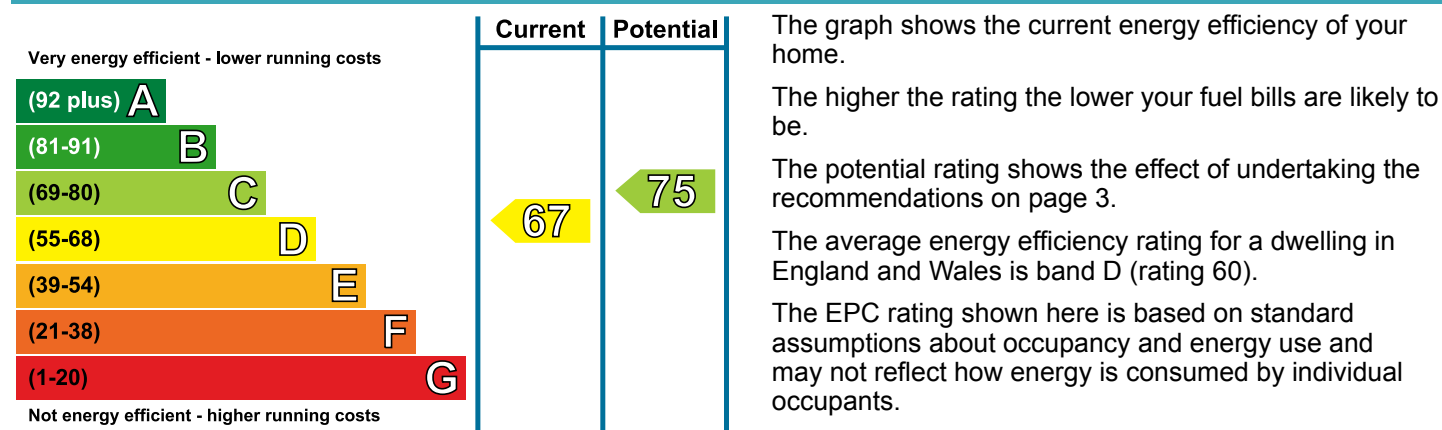 Current Potential
Very energy efficient - lower running costs
(92 plus) A
(81-91) B
(69-80) C
(55-68) D
(39-54) E
(21-38) F
(1-20) G
Not energy efficient - higher running costs
67
75
The graph shows the current energy efficiency of your
home.
The higher the rating the lower your fuel bills are likely to
be.
The potential rating shows the effect of undertaking the
recommendations on page 3.
The average energy efficiency rating for a dwelling in
England and Wales is band D (rating 60).
The EPC rating shown here is based on standard
assumptions about occupancy and energy use and
may not reflect how energy is consumed by individual
occupants.